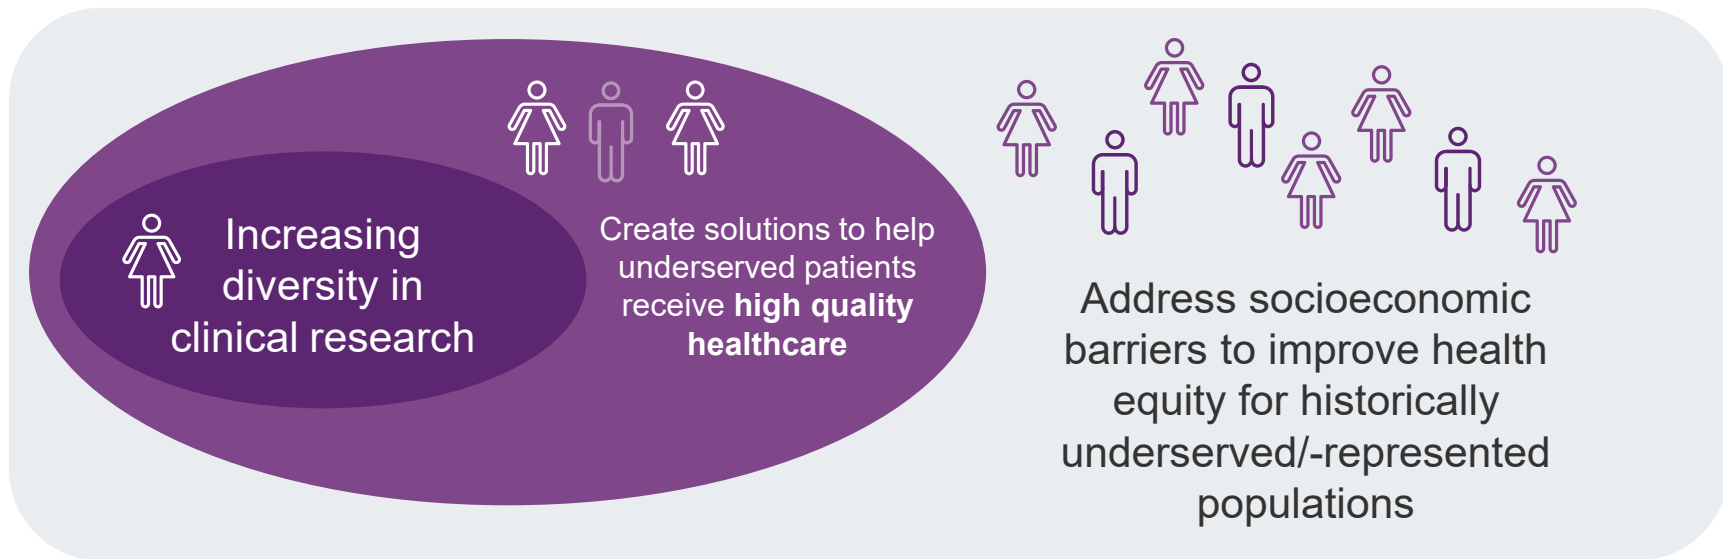 Increasing
diversity in
clinical research
Create solutions to help
underserved patients
receive high quality
healthcare
Address socioeconomic
barriers to improve health
equity for historically
underserved/-represented
populations